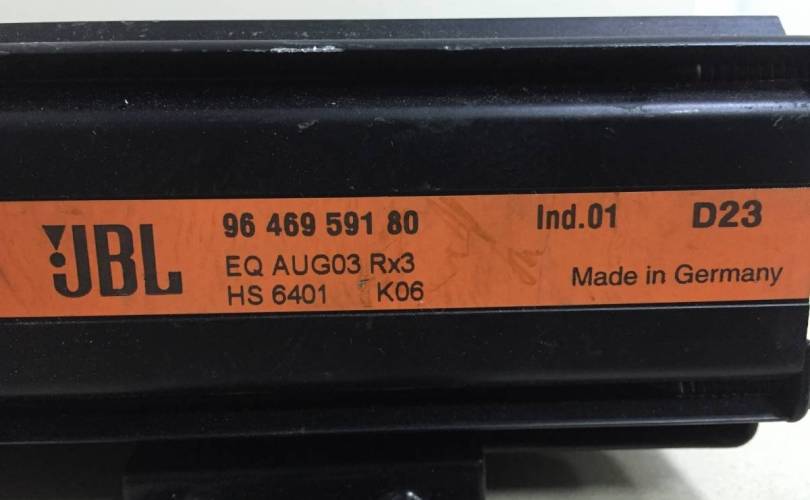 JBL
96 469 591 80 Ind.01 D23
EQ AUG03 Rx3
HS 6401 K06 Made in Germany